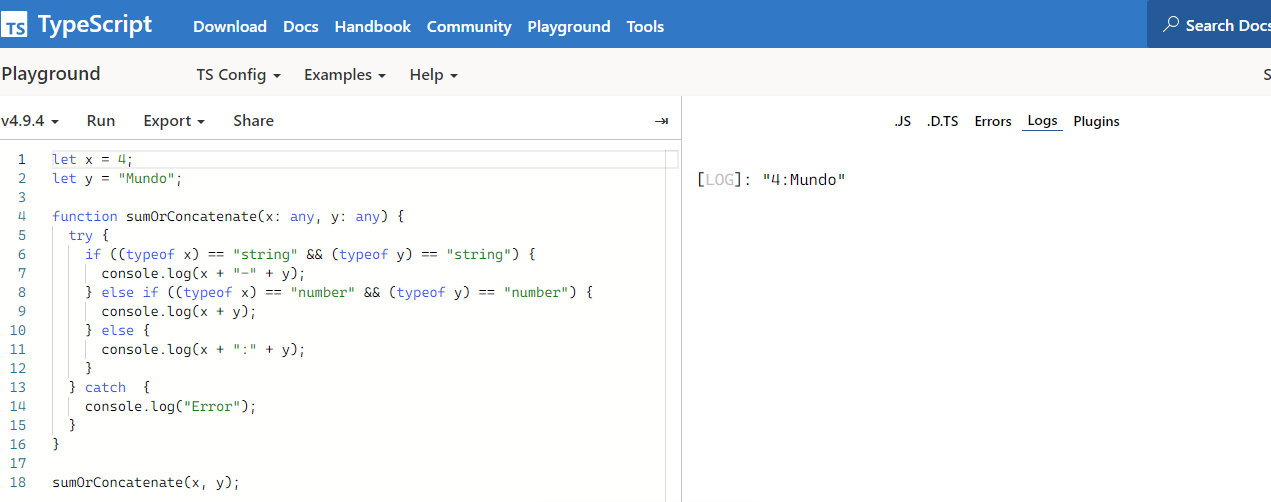 TS TypeScript Download Docs Handbook Community Playground Tools Search Docs
Playground TS Config Examples Help S
v4.9.4 Run Export Share
.JS .D.TS Errors Logs Plugins
1 let x = 4;
2 let y = "Mundo";
3
4 function sumOrConcatenate(x: any, y: any) {
5   try {
6     if ((typeof x) == "string" && (typeof y) == "string") {
7       console.log(x + "-" + y);
8     } else if ((typeof x) == "number" && (typeof y) == "number") {
9       console.log(x + y);
10     } else {
11       console.log(x + ":" + y);
12     }
13   } catch  {
14     console.log("Error");
15   }
16 }
17
18 sumOrConcatenate(x, y);
[LOG]: "4:Mundo"